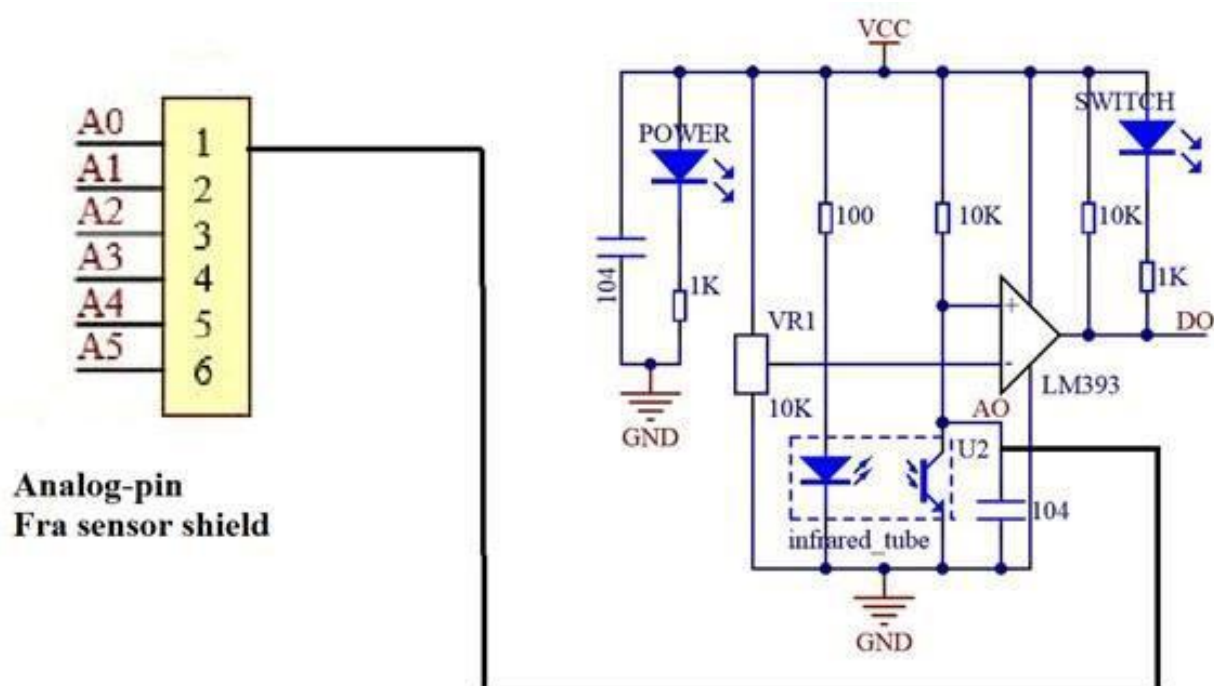 A0
A1
A2
A3
A4
A5
1
2
3
4
5
6
Analog-pin
Fra sensor shield
VCC
POWER
SWITCH
100
10K
10K
104
1K
1K
VR1
10K
+
-
LM393
DO
AO
GND
U2
104
infrared_tube
GND